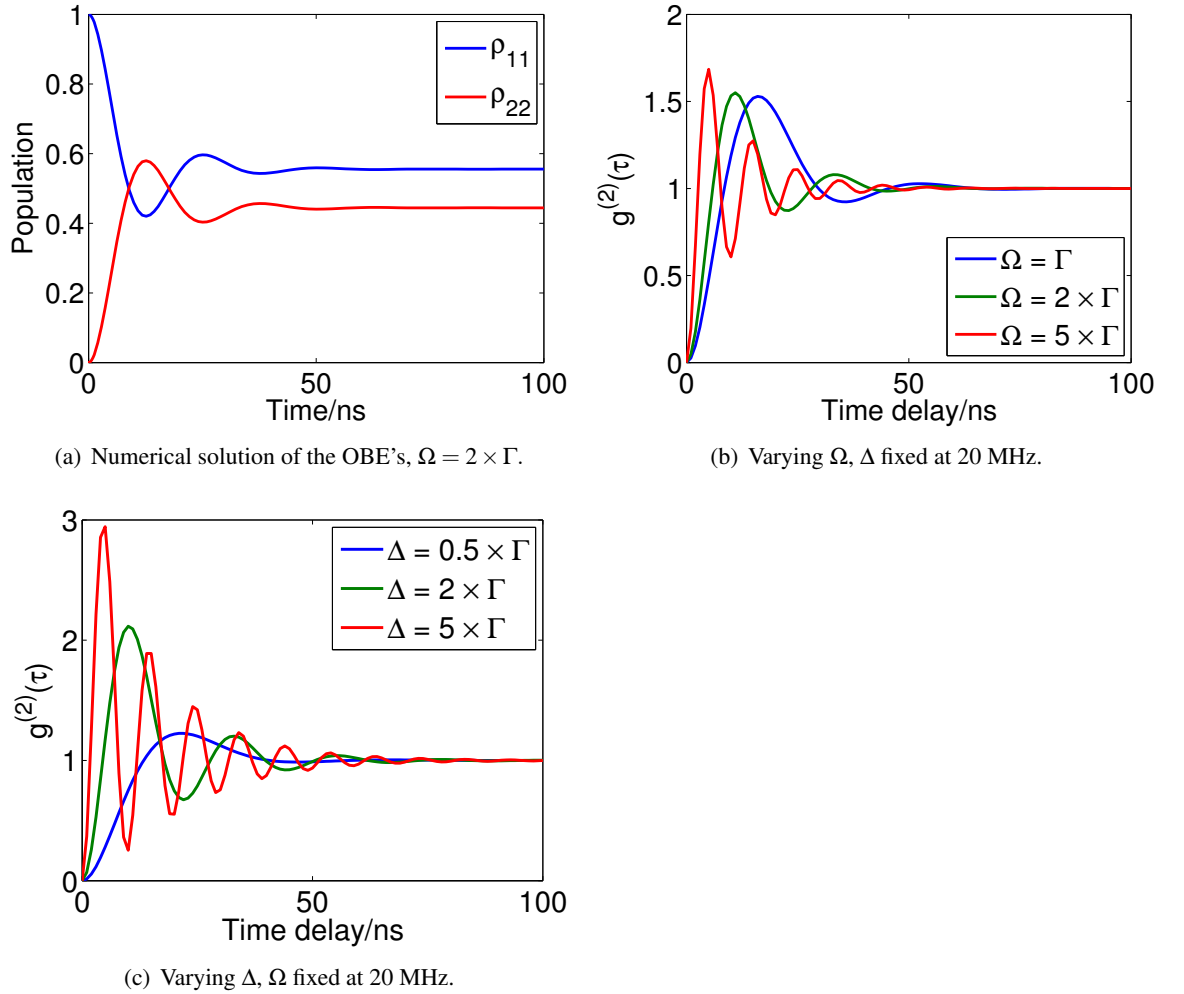 1
0.8
0.6
0.4
0.2
0
0
50
100
Population
Time/ns
ρ11
ρ22
(a) Numerical solution of the OBE's, Ω = 2 × Γ.
2
1.5
1
0.5
0
0
50
100
g(2)(τ)
Time delay/ns
Ω = Γ
Ω = 2 × Γ
Ω = 5 × Γ
(b) Varying Ω, Δ fixed at 20 MHz.
3
2
1
0
0
50
100
g(2)(τ)
Time delay/ns
Δ = 0.5 × Γ
Δ = 2 × Γ
Δ = 5 × Γ
(c) Varying Δ, Ω fixed at 20 MHz.